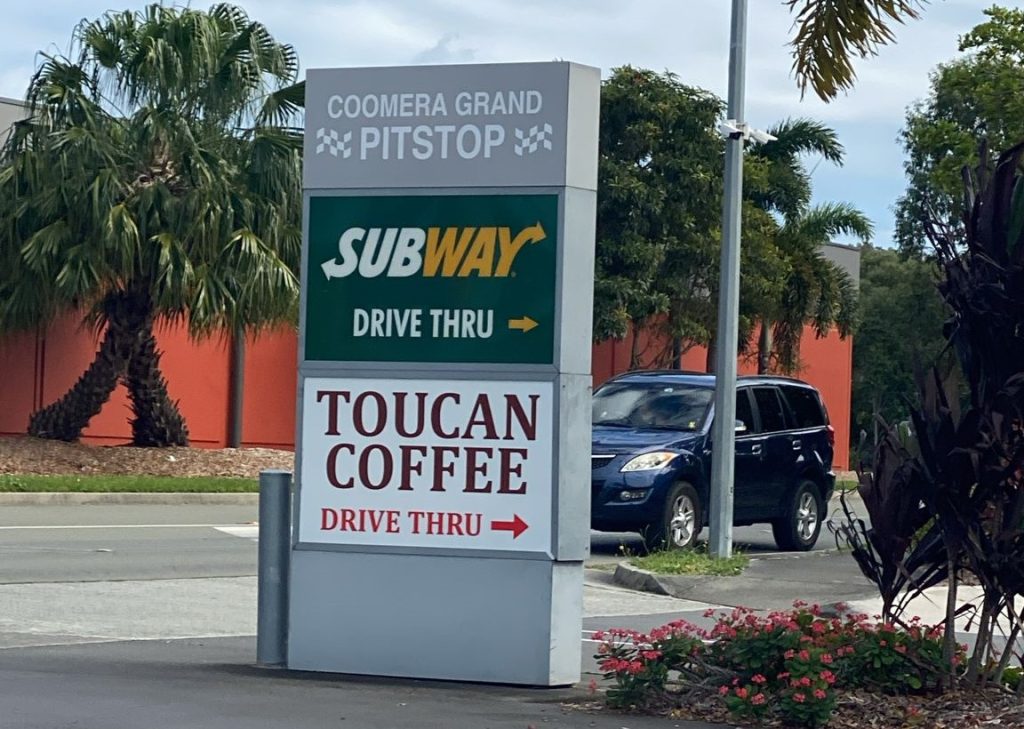 COOMERA GRAND
PITSTOP
SUBWAY
DRIVE THRU
TOUCAN
COFFEE
DRIVE THRU